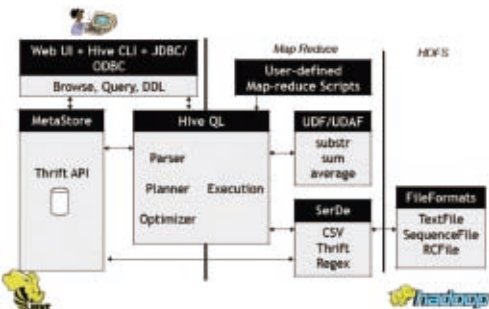 Map Reduce
HDFS
Web UI + Hive CLI + JDBC/
ODBC
Browse, Query, DDL
User-defined
Map-reduce Scripts
MetaStore
Thrift API
Hive QL
Parser
Planner
Execution
Optimizer
UDF/UDAF
substr
sum
average
SerDe
CSV
Thrift
Regex
FileFormats
TextFile
SequenceFile
RCFile
HIVE
hadoop